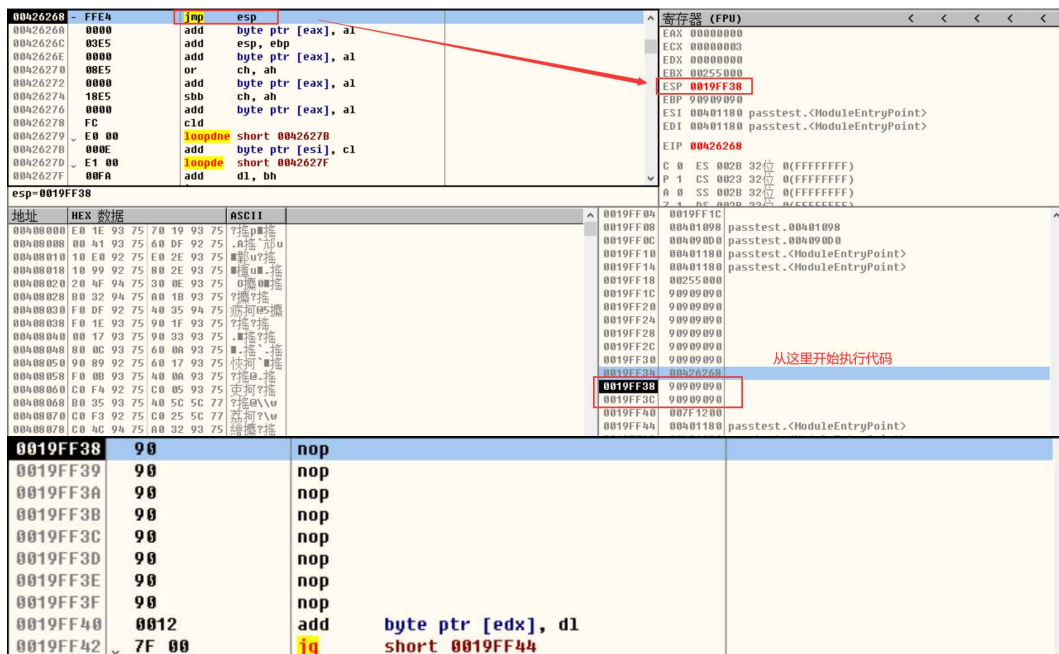 00426268 - FFE4 jmp esp
0042626A 0000 add byte ptr [eax], al
0042626C 03E5 add esp, ebp
0042626E 0000 add byte ptr [eax], al
00426270 08E5 or ch, ah
00426272 0000 add byte ptr [eax], al
00426274 18E5 sbb ch, ah
00426276 0000 add byte ptr [eax], al
00426278 FC cld
00426279 E0 00 loopdne short 0042627B
0042627B 000E add byte ptr [esi], cl
0042627D E1 00 loopde short 0042627F
0042627F 00FA add dl, bh
esp=0019FF38
寄存器 (FPU) < < < < <
EAX 00000000
ECX 00000003
EDX 00000000
EBX 00255000
ESP 0019FF38
EBP 90909090
ESI 00401180 passtest.<ModuleEntryPoint>
EDI 00401180 passtest.<ModuleEntryPoint>
EIP 00426268
C 0 ES 002B 32位 0(FFFFFFFF)
P 1 CS 0023 32位 0(FFFFFFFF)
A 0 SS 002B 32位 0(FFFFFFFF)
Z 1 DS 002B 32位 0(FFFFFFFF)
地址 HEX 数据 ASCII
00408000 E0 1E 93 75 70 19 93 75
00408008 00 41 93 75 60 DF 92 75
00408010 10 E0 92 75 E0 2E 93 75
00408018 10 99 92 75 80 2E 93 75
00408020 20 4F 94 75 30 0E 93 75
00408028 B0 32 94 75 A0 1B 93 75
00408030 F0 DF 92 75 40 35 94 75
00408038 F0 1E 93 75 90 1F 93 75
00408040 00 17 93 75 90 33 93 75
00408048 80 0C 93 75 60 0A 93 75
00408050 90 89 92 75 60 17 93 75
00408058 F0 0B 93 75 40 0A 93 75
00408060 C0 F4 92 75 C0 05 93 75
00408068 B0 35 93 75 40 5C 5C 77
00408070 C0 F3 92 75 C0 25 5C 77
00408078 C0 4C 94 75 A0 32 93 75
0019FF04 0019FF1C
0019FF08 00401098 passtest.00401098
0019FF0C 004090D0 passtest.004090D0
0019FF10 00401180 passtest.<ModuleEntryPoint>
0019FF14 00401180 passtest.<ModuleEntryPoint>
0019FF18 00255000
0019FF1C 90909090
0019FF20 90909090
0019FF24 90909090
0019FF28 90909090
0019FF2C 90909090
0019FF30 90909090
从这里开始执行代码
0019FF34 00426268
0019FF38 90909090
0019FF3C 90909090
0019FF40 007F1200
0019FF44 00401180 passtest.<ModuleEntryPoint>
0019FF38 90 nop
0019FF39 90 nop
0019FF3A 90 nop
0019FF3B 90 nop
0019FF3C 90 nop
0019FF3D 90 nop
0019FF3E 90 nop
0019FF3F 90 nop
0019FF40 0012 add byte ptr [edx], dl
0019FF42 7F 00 jg short 0019FF44